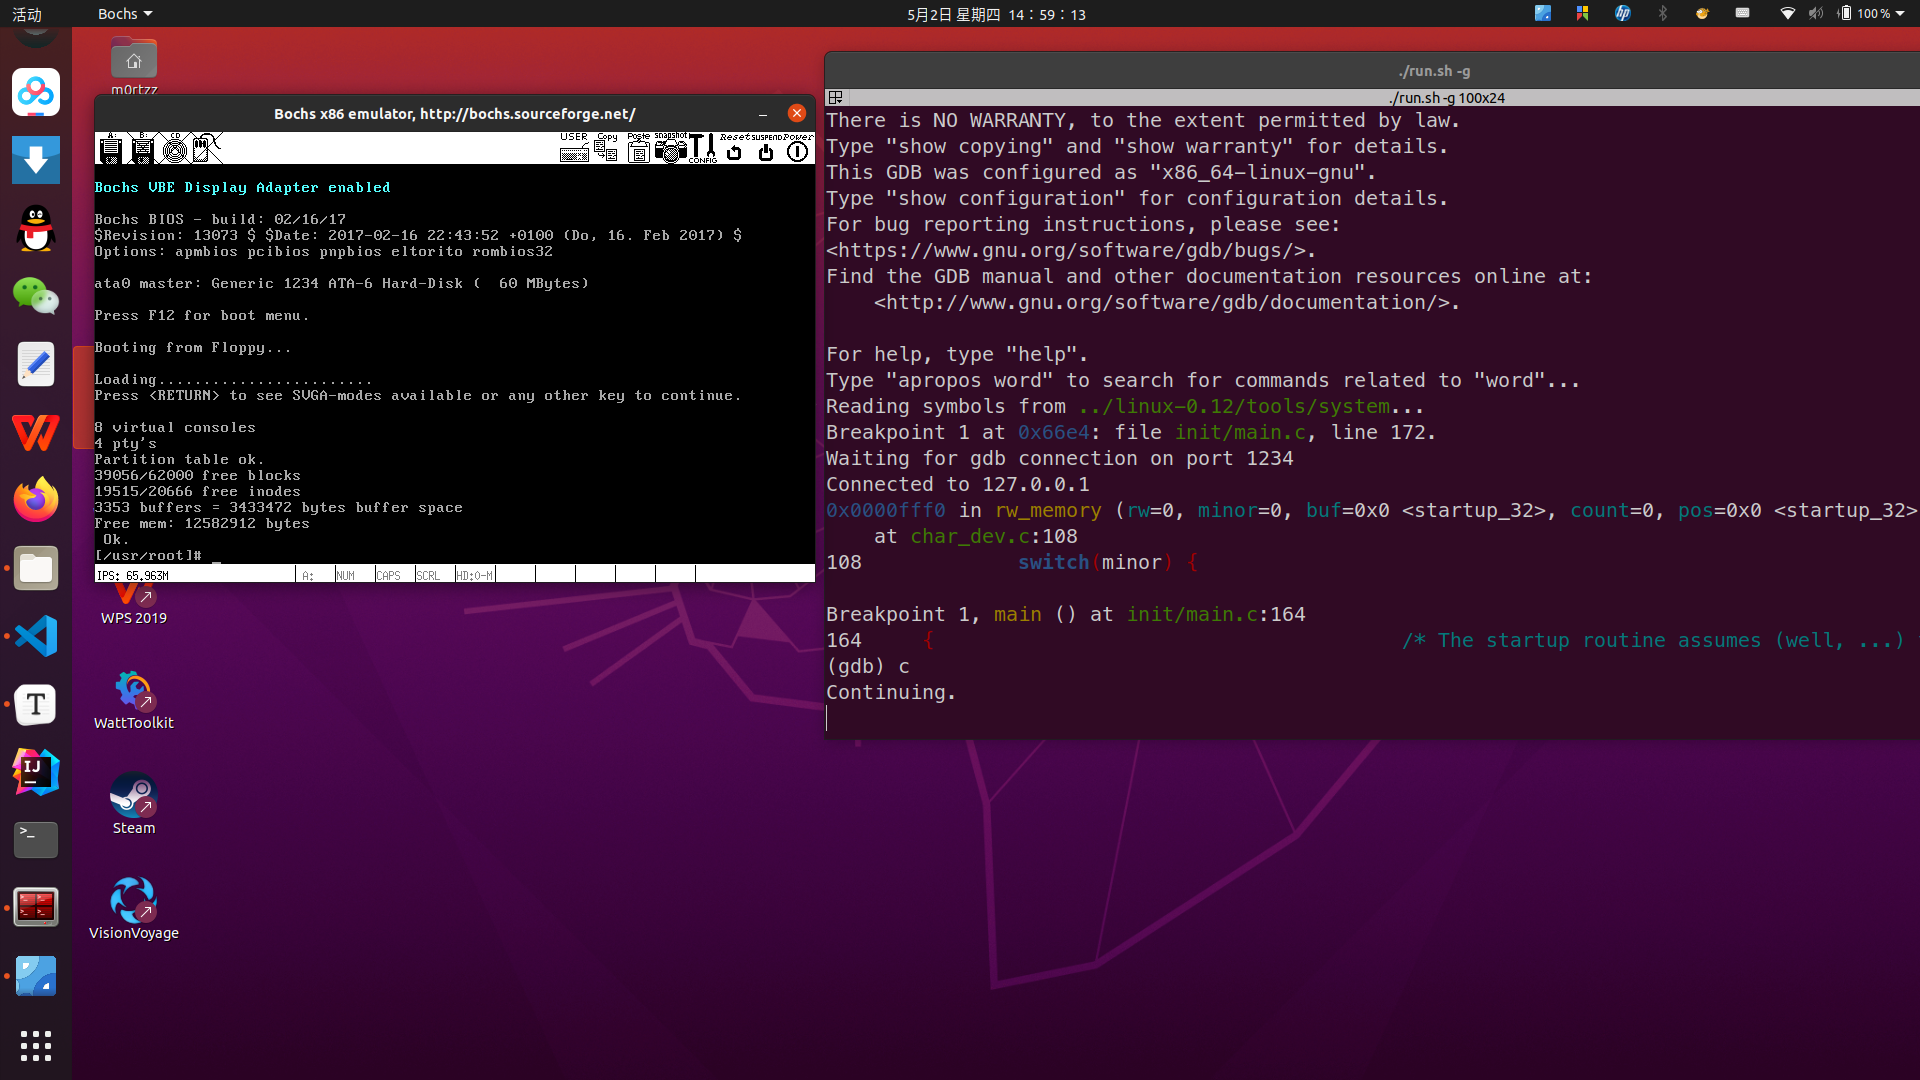 活动
Bochs
5月2日 星期四 14：59：13
100 %
m0rtzz
Bochs x86 emulator, http://bochs.sourceforge.net/
A:
B:
CD
USER
Copy
Paste
snapshot
CONFIG
Reset
SUSPEND
Power
Bochs VBE Display Adapter enabled
Bochs BIOS - build: 02/16/17
$Revision: 13073 $ $Date: 2017-02-16 22:43:52 +0100 (Do, 16. Feb 2017) $
Options: apmbios pcibios pnpbios eltorito rombios32
ata0 master: Generic 1234 ATA-6 Hard-Disk (  60 MBytes)
Press F12 for boot menu.
Booting from Floppy...
Loading........................
Press <RETURN> to see SVGA-modes available or any other key to continue.
8 virtual consoles
4 pty's
Partition table ok.
39056/62000 free blocks
19515/20666 free inodes
3353 buffers = 3433472 bytes buffer space
Free mem: 12582912 bytes
Ok.
[/usr/root]# _
IPS: 65.963M
A:
NUM
CAPS
SCRL
HD:0-M
WPS 2019
WattToolkit
Steam
VisionVoyage
./run.sh -g
./run.sh -g 100x24
There is NO WARRANTY, to the extent permitted by law.
Type "show copying" and "show warranty" for details.
This GDB was configured as "x86_64-linux-gnu".
Type "show configuration" for configuration details.
For bug reporting instructions, please see:
<https://www.gnu.org/software/gdb/bugs/>.
Find the GDB manual and other documentation resources online at:
    <http://www.gnu.org/software/gdb/documentation/>.
For help, type "help".
Type "apropos word" to search for commands related to "word"...
Reading symbols from ../linux-0.12/tools/system...
Breakpoint 1 at 0x66e4: file init/main.c, line 172.
Waiting for gdb connection on port 1234
Connected to 127.0.0.1
0x0000fff0 in rw_memory (rw=0, minor=0, buf=0x0 <startup_32>, count=0, pos=0x0 <startup_32>
    at char_dev.c:108
108             switch(minor) {
Breakpoint 1, main () at init/main.c:164
164     {                                       /* The startup routine assumes (well, ...)
(gdb) c
Continuing.